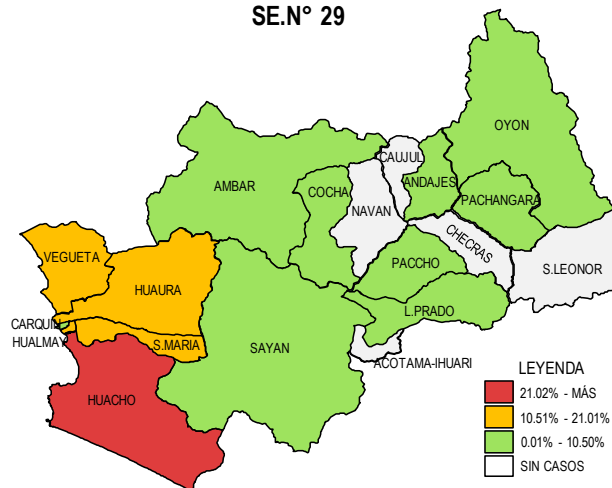 SE.N° 29
OYON
CAUJUL
ANDAJES
AMBAR
COCHA
NAVAN
PACHANGARA
CHECRAS
VEGUETA
PACCHO
S.LEONOR
HUAURA
L.PRADO
CARQUIN
HUALMAY
S.MARIA
SAYAN
ACOTAMA-IHUARI
HUACHO
LEYENDA
21.02% - MÁS
10.51% - 21.01%
0.01% - 10.50%
SIN CASOS